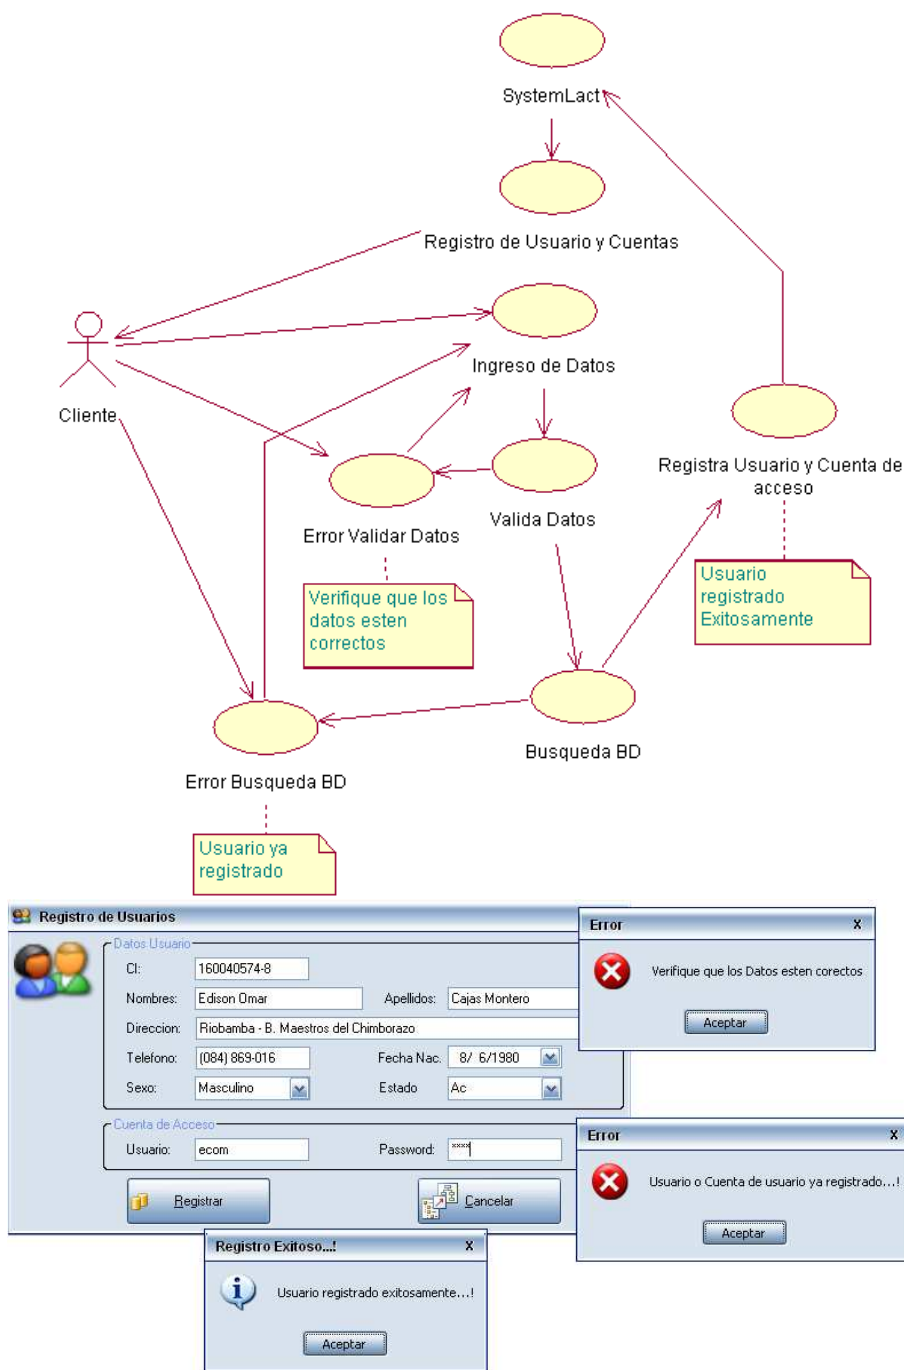 SystemLact
Registro de Usuario y Cuentas
Ingreso de Datos
Cliente
Registra Usuario y Cuenta de
acceso
Valida Datos
Error Validar Datos
Usuario
registrado
Exitosamente
Verifique que los
datos esten
correctos
Busqueda BD
Error Busqueda BD
Usuario ya
registrado
Registro de Usuarios
Datos Usuario
CI: 160040574-8
Nombres: Edison Omar Apellidos: Cajas Montero
Direccion: Riobamba - B. Maestros del Chimborazo
Telefono: (084) 869-016 Fecha Nac. 8/ 6/1980
Sexo: Masculino Estado Ac
Cuenta de Acceso
Usuario: ecom Password: ****
Registrar Cancelar
Error X
Verifique que los Datos esten corectos
Aceptar
Error X
Usuario o Cuenta de usuario ya registrado...!
Aceptar
Registro Exitoso...! X
Usuario registrado exitosamente...!
Aceptar